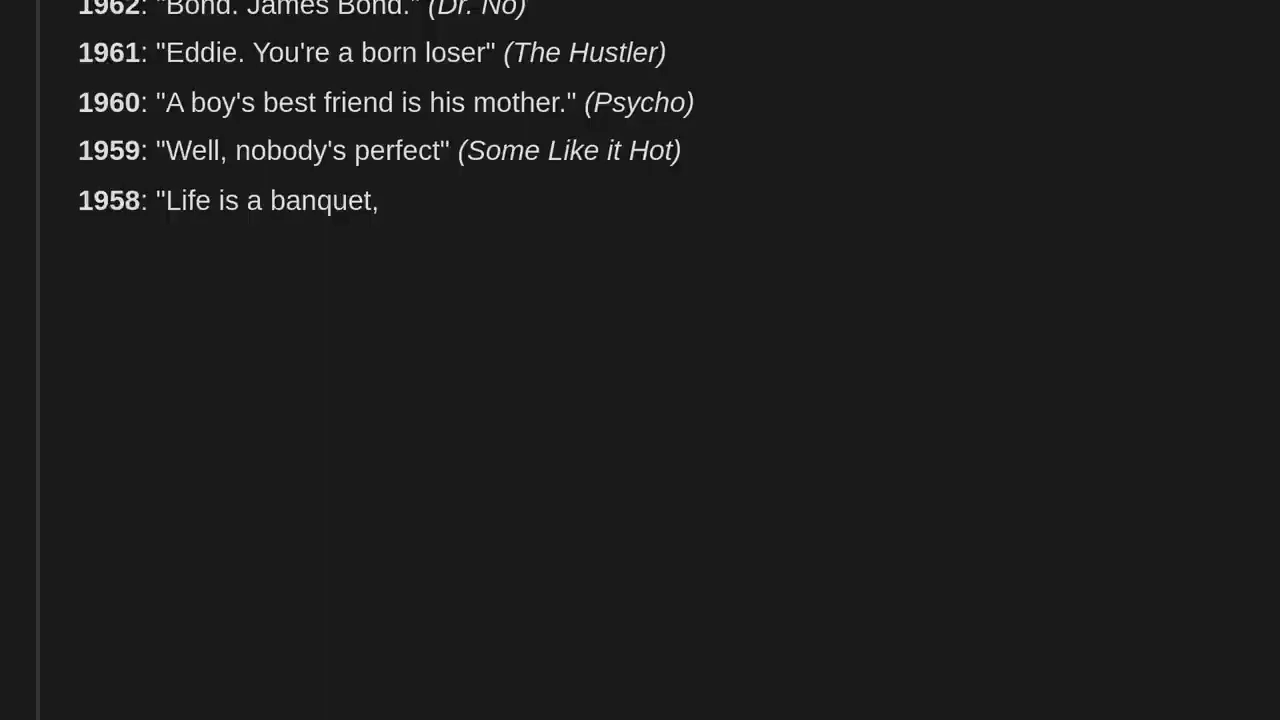 1962: "Bond. James Bond." (Dr. No)
1961: "Eddie. You're a born loser" (The Hustler)
1960: "A boy's best friend is his mother." (Psycho)
1959: "Well, nobody's perfect" (Some Like it Hot)
1958: "Life is a banquet,